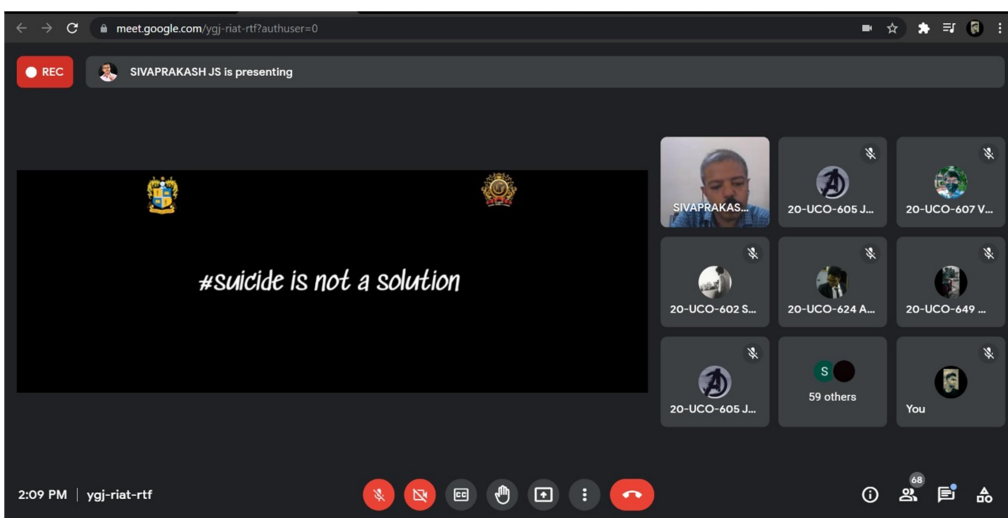 meet.google.com/ygj-riat-rtf?authuser=0
REC
SIVAPRAKASH JS is presenting
#suicide is not a solution
SIVAPRAKAS...
20-UCO-605 J...
20-UCO-607 V...
20-UCO-602 S...
20-UCO-624 A...
20-UCO-649 ...
20-UCO-605 J...
S
59 others
You
2:09 PM | ygj-riat-rtf
CC
68